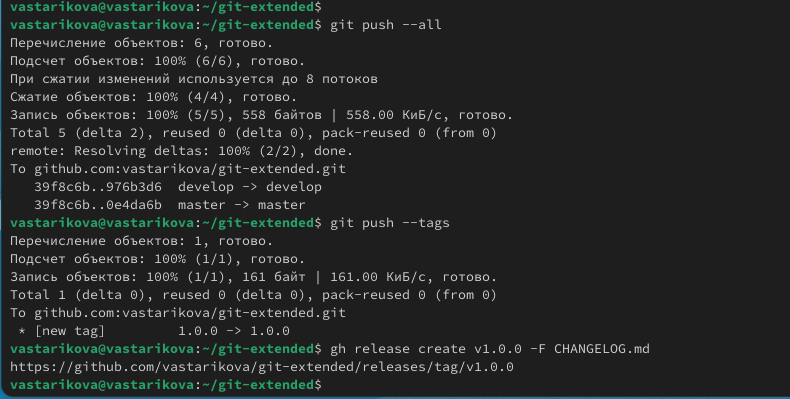 vastarikova@vastarikova:~/git-extended$
vastarikova@vastarikova:~/git-extended$ git push --all
Перечисление объектов: 6, готово.
Подсчет объектов: 100% (6/6), готово.
При сжатии изменений используется до 8 потоков
Сжатие объектов: 100% (4/4), готово.
Запись объектов: 100% (5/5), 558 байтов | 558.00 КиБ/с, готово.
Total 5 (delta 2), reused 0 (delta 0), pack-reused 0 (from 0)
remote: Resolving deltas: 100% (2/2), done.
To github.com:vastarikova/git-extended.git
   39f8c6b..976b3d6  develop -> develop
   39f8c6b..0e4da6b  master -> master
vastarikova@vastarikova:~/git-extended$ git push --tags
Перечисление объектов: 1, готово.
Подсчет объектов: 100% (1/1), готово.
Запись объектов: 100% (1/1), 161 байт | 161.00 КиБ/с, готово.
Total 1 (delta 0), reused 0 (delta 0), pack-reused 0 (from 0)
To github.com:vastarikova/git-extended.git
 * [new tag]         1.0.0 -> 1.0.0
vastarikova@vastarikova:~/git-extended$ gh release create v1.0.0 -F CHANGELOG.md
https://github.com/vastarikova/git-extended/releases/tag/v1.0.0
vastarikova@vastarikova:~/git-extended$